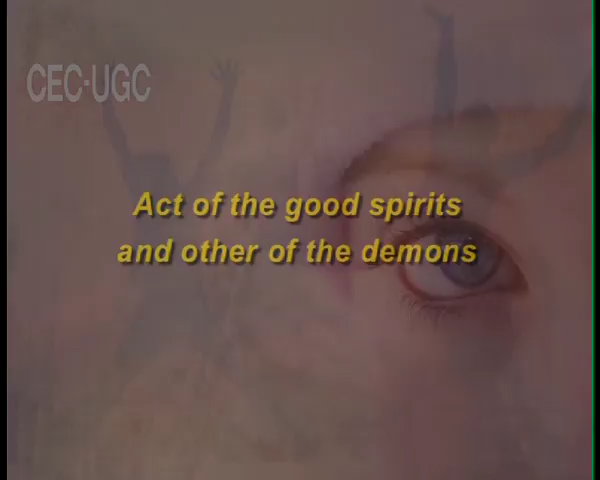 CEC-UGC
Act of the good spirits
and other of the demons